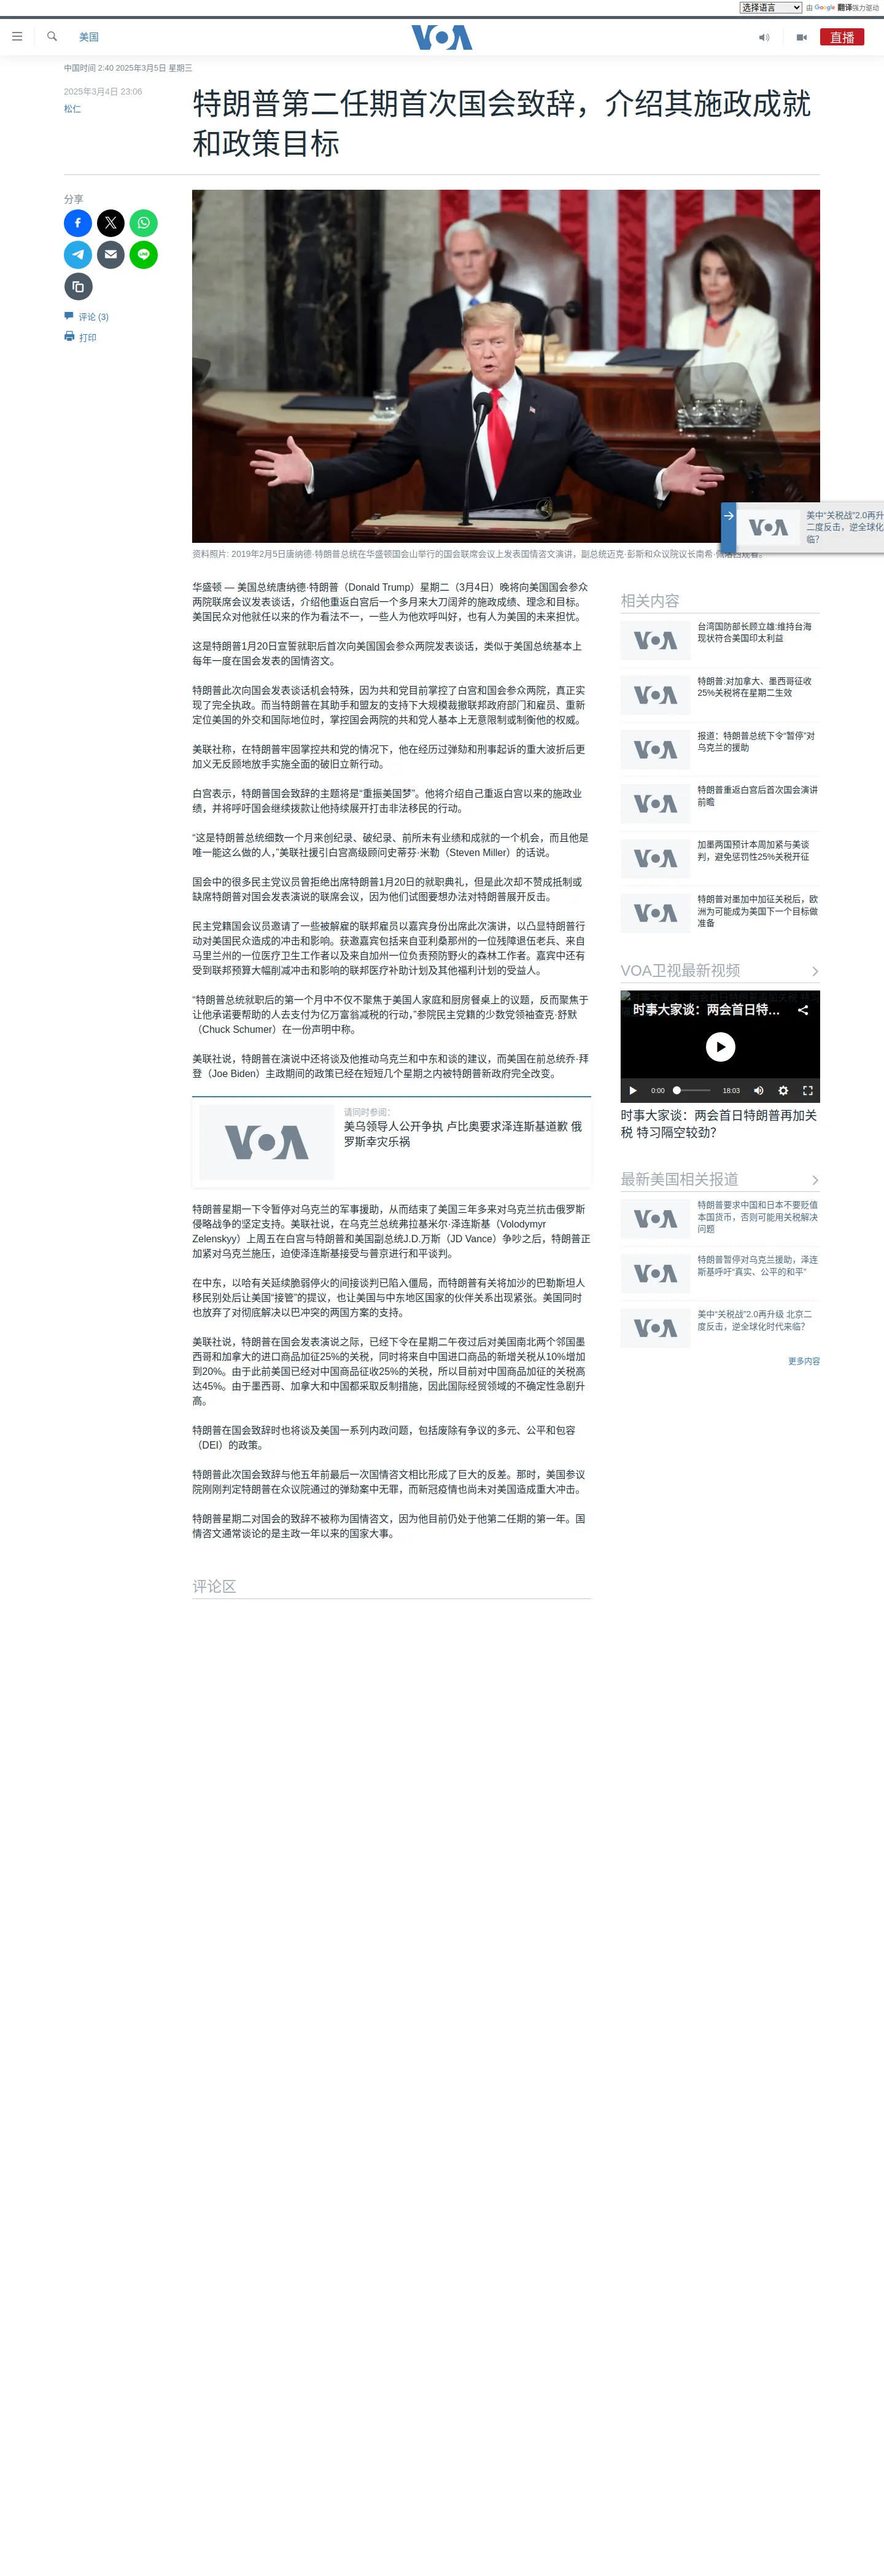 选择语言 由 Google 翻译强力驱动
美国
VOA
直播
中国时间 2:40 2025年3月5日 星期三
2025年3月4日 23:06
松仁
特朗普第二任期首次国会致辞，介绍其施政成就
和政策目标
分享
评论 (3)
打印
美中“关税战”2.0再升
二度反击，逆全球化
临?
资料照片: 2019年2月5日唐纳德·特朗普总统在华盛顿国会山举行的国会联席会议上发表国情咨文演讲，副总统迈克·彭斯和众议院议长南希·佩洛西观看。
华盛顿 — 美国总统唐纳德·特朗普（Donald Trump）星期二（3月4日）晚将向美国国会参众
两院联席会议发表谈话，介绍他重返白宫后一个多月来大刀阔斧的施政成绩、理念和目标。
美国民众对他就任以来的作为看法不一，一些人为他欢呼叫好，也有人为美国的未来担忧。
这是特朗普1月20日宣誓就职后首次向美国国会参众两院发表谈话，类似于美国总统基本上
每年一度在国会发表的国情咨文。
特朗普此次向国会发表谈话机会特殊，因为共和党目前掌控了白宫和国会参众两院，真正实
现了完全执政。而当特朗普在其助手和盟友的支持下大规模裁撤联邦政府部门和雇员、重新
定位美国的外交和国际地位时，掌控国会两院的共和党人基本上无意限制或制衡他的权威。
美联社称，在特朗普牢固掌控共和党的情况下，他在经历过弹劾和刑事起诉的重大波折后更
加义无反顾地放手实施全面的破旧立新行动。
白宫表示，特朗普国会致辞的主题将是“重振美国梦”。他将介绍自己重返白宫以来的施政业
绩，并将呼吁国会继续拨款让他持续展开打击非法移民的行动。
“这是特朗普总统细数一个月来创纪录、破纪录、前所未有业绩和成就的一个机会，而且他是
唯一能这么做的人，”美联社援引白宫高级顾问史蒂芬·米勒（Steven Miller）的话说。
国会中的很多民主党议员曾拒绝出席特朗普1月20日的就职典礼，但是此次却不赞成抵制或
缺席特朗普对国会发表演说的联席会议，因为他们试图要想办法对特朗普展开反击。
民主党籍国会议员邀请了一些被解雇的联邦雇员以嘉宾身份出席此次演讲，以凸显特朗普行
动对美国民众造成的冲击和影响。获邀嘉宾包括来自亚利桑那州的一位残障退伍老兵、来自
马里兰州的一位医疗卫生工作者以及来自加州一位负责预防野火的森林工作者。嘉宾中还有
受到联邦预算大幅削减冲击和影响的联邦医疗补助计划及其他福利计划的受益人。
“特朗普总统就职后的第一个月中不仅不聚焦于美国人家庭和厨房餐桌上的议题，反而聚焦于
让他承诺要帮助的人去支付为亿万富翁减税的行动，”参院民主党籍的少数党领袖查克·舒默
（Chuck Schumer）在一份声明中称。
美联社说，特朗普在演说中还将谈及他推动乌克兰和中东和谈的建议，而美国在前总统乔·拜
登（Joe Biden）主政期间的政策已经在短短几个星期之内被特朗普新政府完全改变。
VOA
请同时参阅:
美乌领导人公开争执 卢比奥要求泽连斯基道歉 俄
罗斯幸灾乐祸
特朗普星期一下令暂停对乌克兰的军事援助，从而结束了美国三年多来对乌克兰抗击俄罗斯
侵略战争的坚定支持。美联社说，在乌克兰总统弗拉基米尔·泽连斯基（Volodymyr
Zelenskyy）上周五在白宫与特朗普和美国副总统J.D.万斯（JD Vance）争吵之后，特朗普正
加紧对乌克兰施压，迫使泽连斯基接受与普京进行和平谈判。
在中东，以哈有关延续脆弱停火的间接谈判已陷入僵局，而特朗普有关将加沙的巴勒斯坦人
移民别处后让美国“接管”的提议，也让美国与中东地区国家的伙伴关系出现紧张。美国同时
也放弃了对彻底解决以巴冲突的两国方案的支持。
美联社说，特朗普在国会发表演说之际，已经下令在星期二午夜过后对美国南北两个邻国墨
西哥和加拿大的进口商品加征25%的关税，同时将来自中国进口商品的新增关税从10%增加
到20%。由于此前美国已经对中国商品征收25%的关税，所以目前对中国商品加征的关税高
达45%。由于墨西哥、加拿大和中国都采取反制措施，因此国际经贸领域的不确定性急剧升
高。
特朗普在国会致辞时也将谈及美国一系列内政问题，包括废除有争议的多元、公平和包容
（DEI）的政策。
特朗普此次国会致辞与他五年前最后一次国情咨文相比形成了巨大的反差。那时，美国参议
院刚刚判定特朗普在众议院通过的弹劾案中无罪，而新冠疫情也尚未对美国造成重大冲击。
特朗普星期二对国会的致辞不被称为国情咨文，因为他目前仍处于他第二任期的第一年。国
情咨文通常谈论的是主政一年以来的国家大事。
评论区
相关内容
台湾国防部长顾立雄:维持台海
现状符合美国印太利益
特朗普:对加拿大、墨西哥征收
25%关税将在星期二生效
报道：特朗普总统下令“暂停”对
乌克兰的援助
特朗普重返白宫后首次国会演讲
前瞻
加墨两国预计本周加紧与美谈
判，避免惩罚性25%关税开征
特朗普对墨加中加征关税后，欧
洲为可能成为美国下一个目标做
准备
VOA卫视最新视频
时事大家谈：两会首日特…
0:00 18:03
时事大家谈：两会首日特朗普再加关
税 特习隔空较劲?
最新美国相关报道
特朗普要求中国和日本不要贬值
本国货币，否则可能用关税解决
问题
特朗普暂停对乌克兰援助，泽连
斯基呼吁“真实、公平的和平”
美中“关税战”2.0再升级 北京二
度反击，逆全球化时代来临?
更多内容